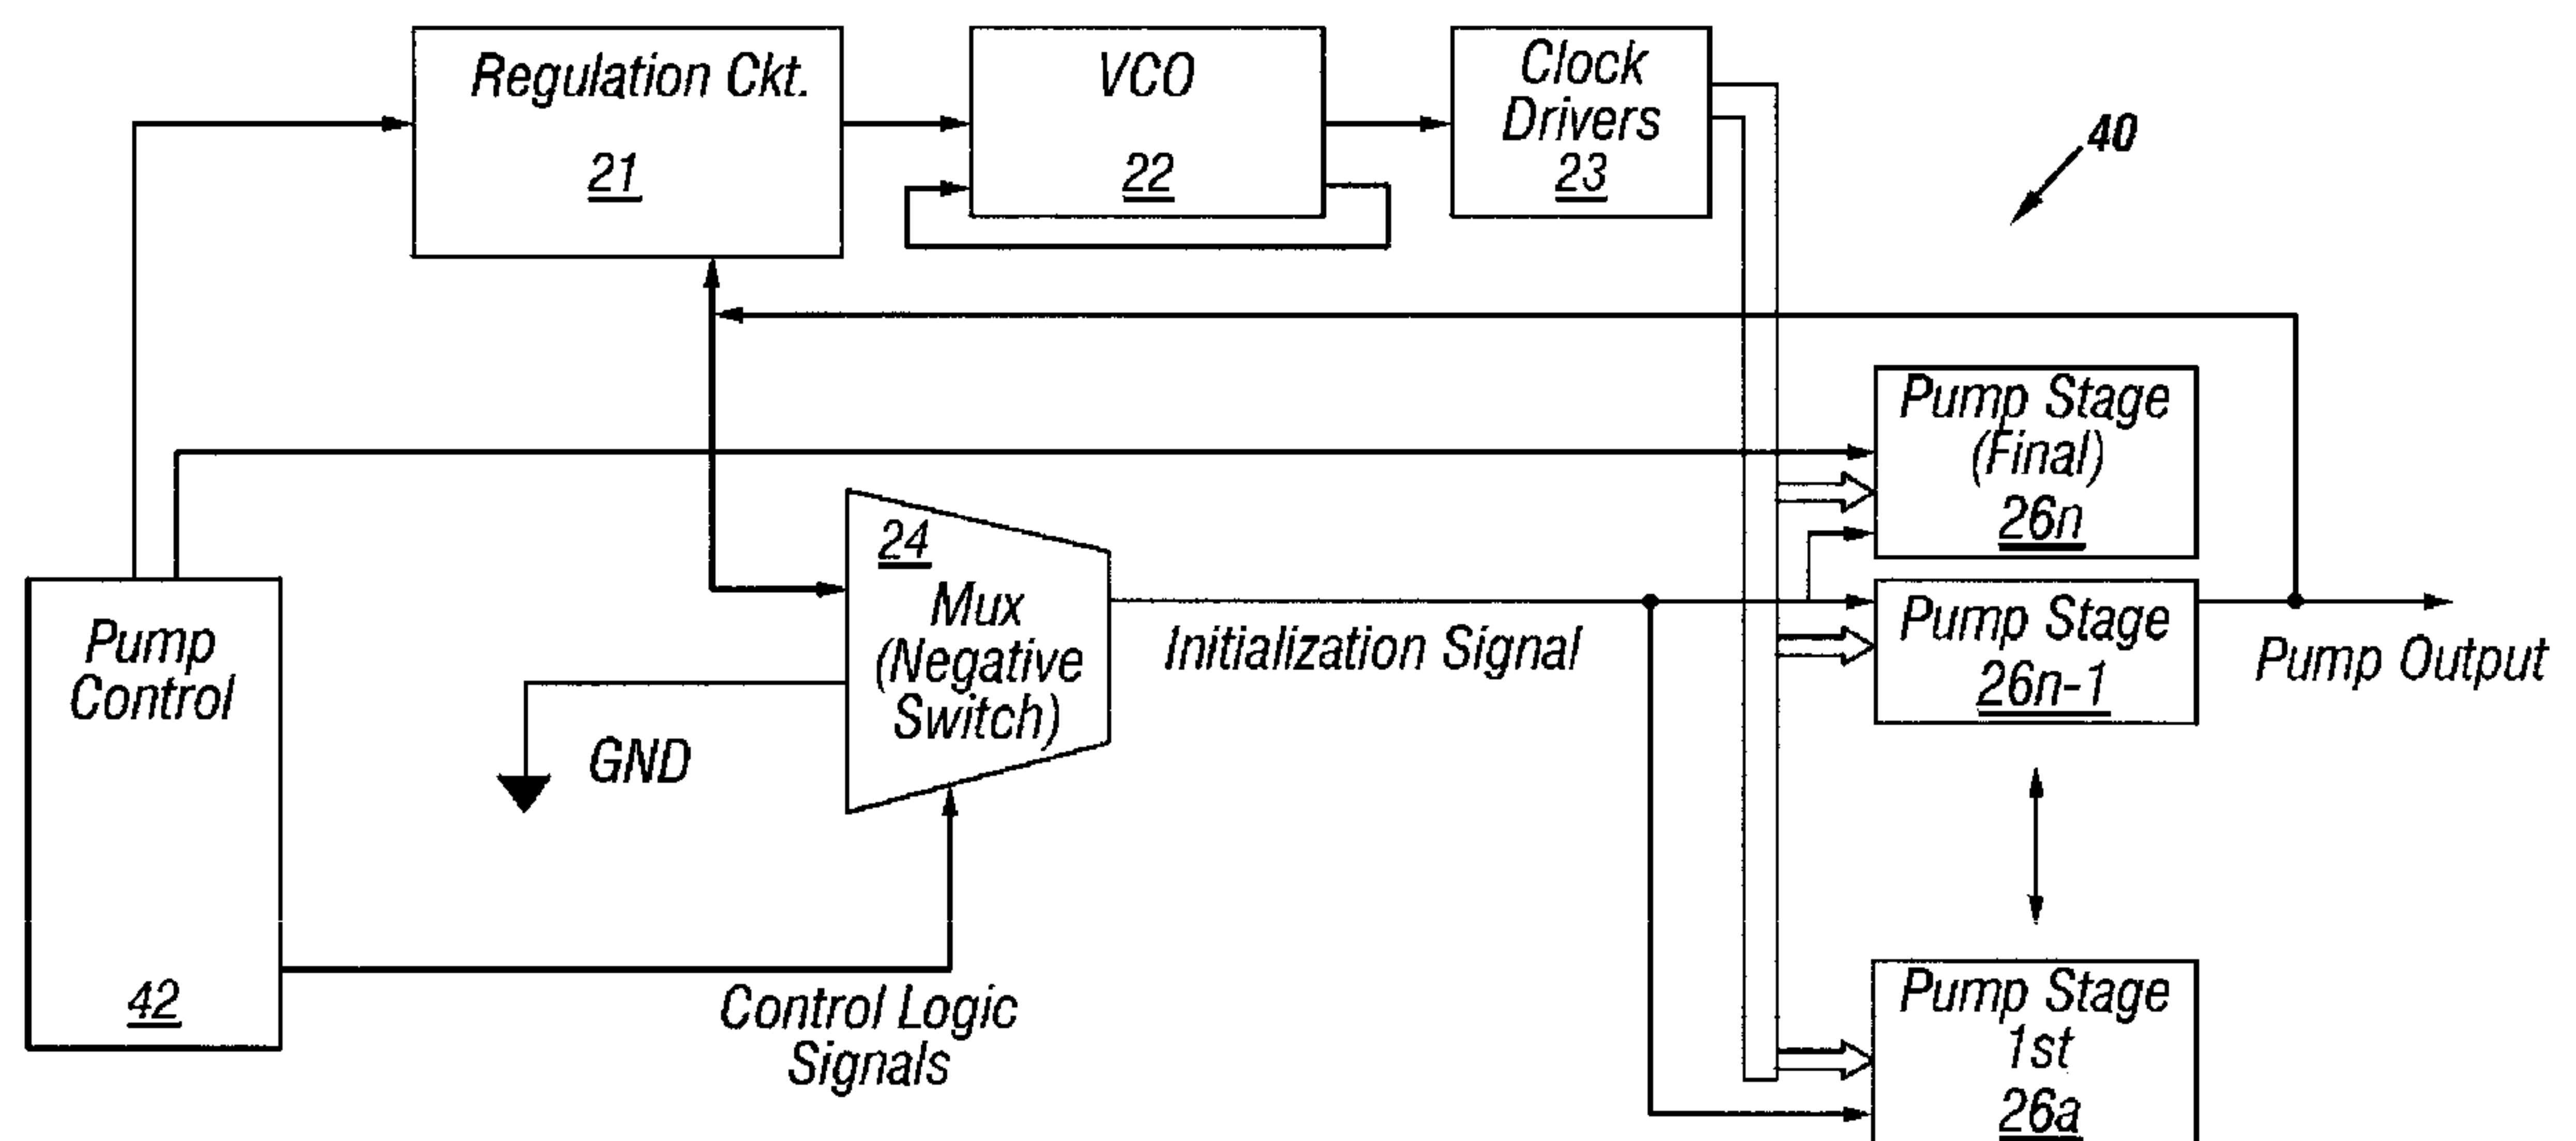 Regulation Ckt.
21
VCO
22
Clock
Drivers
23
40
Pump Stage
(Final)
26n
24
Mux
(Negative
Switch)
Initialization Signal
Pump Stage
26n-1
Pump Output
Pump
Control
42
GND
Control Logic
Signals
Pump Stage
1st
26a